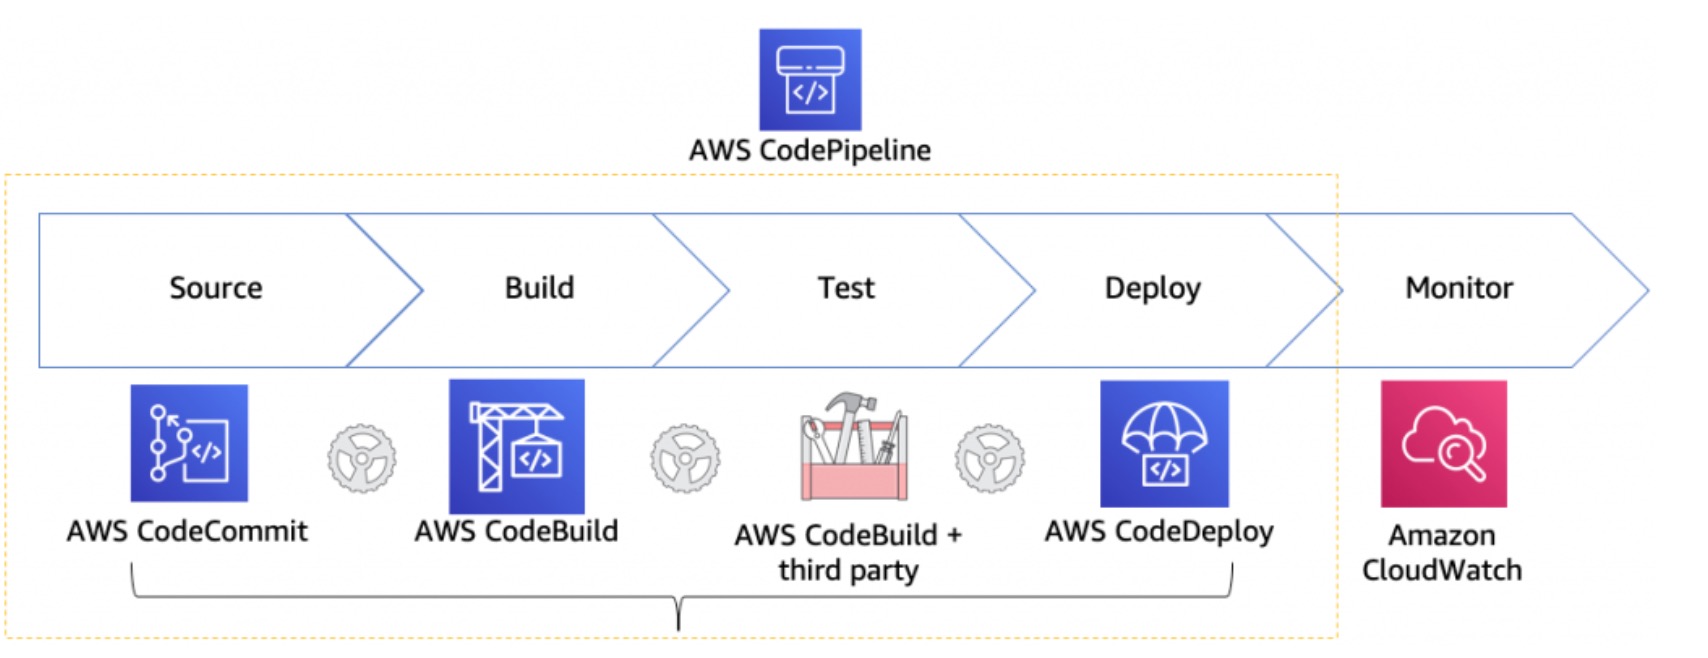 AWS CodePipeline
Source
Build
Test
Deploy
Monitor
</>
</>
</>
</>
AWS CodeCommit
AWS CodeBuild
AWS CodeBuild +
third party
AWS CodeDeploy
Amazon
CloudWatch